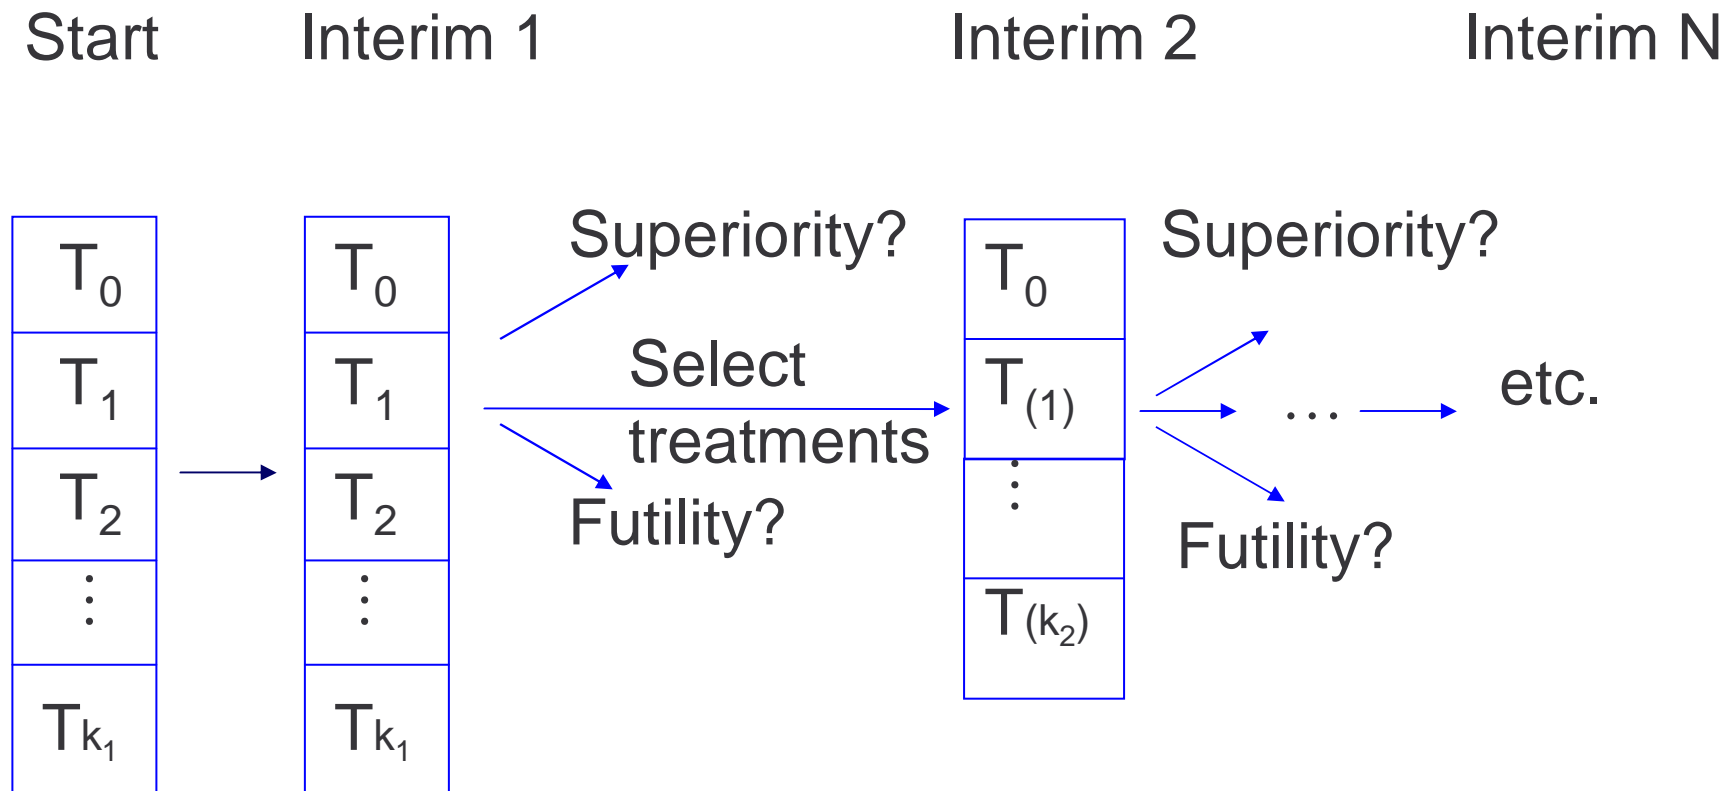 Start Interim 1 Interim 2 Interim N
T₀
T₁
T₂
⋮
Tk₁
T₀
T₁
T₂
⋮
Tk₁
Superiority?
Select
treatments
Futility?
T₀
T₍₁₎
⋮
T(k₂)
Superiority?
...
Futility?
etc.